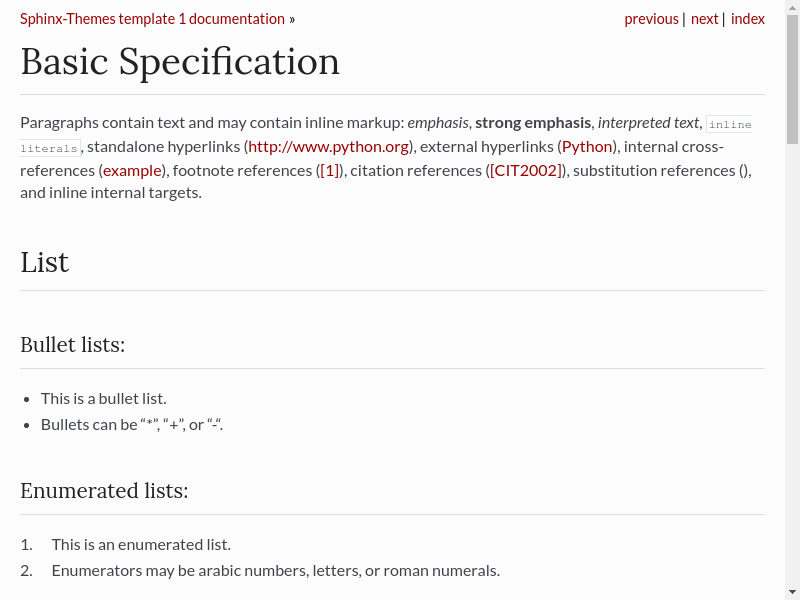 Sphinx-Themes template 1 documentation »
previous | next | index
Basic Specification
Paragraphs contain text and may contain inline markup: emphasis, strong emphasis, interpreted text, inline
literals, standalone hyperlinks (http://www.python.org), external hyperlinks (Python), internal cross-
references (example), footnote references ([1]), citation references ([CIT2002]), substitution references (),
and inline internal targets.
List
Bullet lists:
• This is a bullet list.
• Bullets can be “*”, “+”, or “-“.
Enumerated lists:
1. This is an enumerated list.
2. Enumerators may be arabic numbers, letters, or roman numerals.